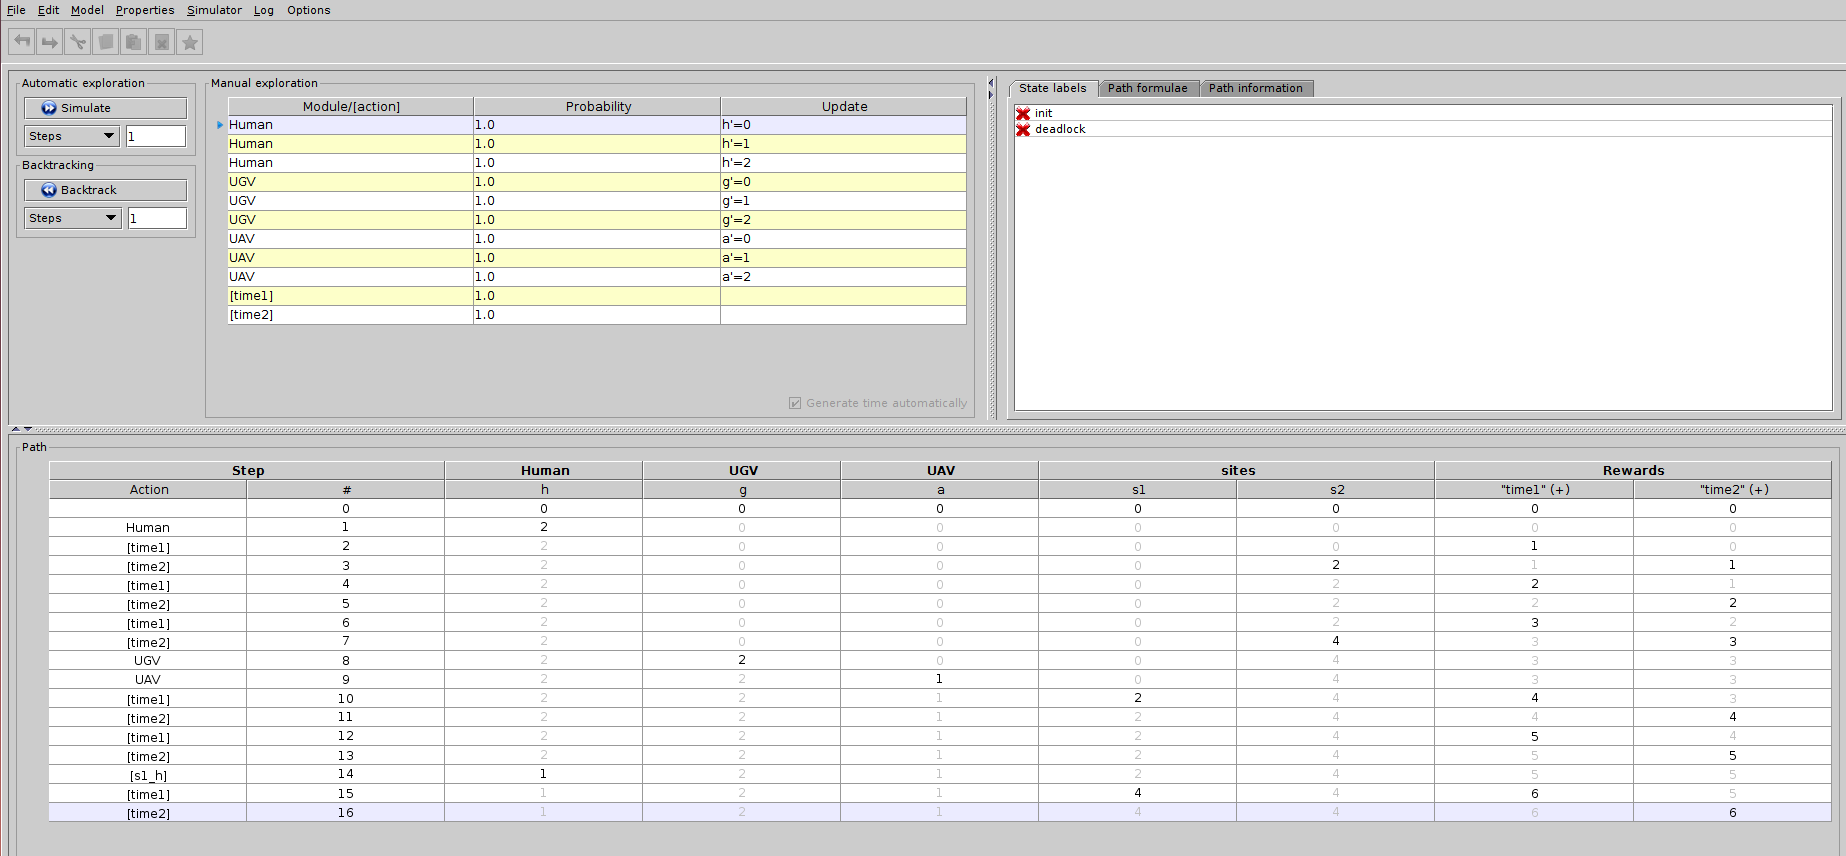 File Edit Model Properties Simulator Log Options
Automatic exploration
Simulate
Steps 1
Backtracking
Backtrack
Steps 1
Manual exploration
Module/[action] Probability Update
Human 1.0 h'=0
Human 1.0 h'=1
Human 1.0 h'=2
UGV 1.0 g'=0
UGV 1.0 g'=1
UGV 1.0 g'=2
UAV 1.0 a'=0
UAV 1.0 a'=1
UAV 1.0 a'=2
[time1] 1.0
[time2] 1.0
Generate time automatically
State labels Path formulae Path information
init
deadlock
Path
Step Human UGV UAV sites Rewards
Action # h g a s1 s2 "time1" (+) "time2" (+)
0 0 0 0 0 0 0 0
Human 1 2 0 0 0 0 0 0
[time1] 2 2 0 0 0 0 1 0
[time2] 3 2 0 0 0 2 1 1
[time1] 4 2 0 0 0 2 2 1
[time2] 5 2 0 0 0 2 2 2
[time1] 6 2 0 0 0 2 3 2
[time2] 7 2 0 0 0 4 3 3
UGV 8 2 2 0 0 4 3 3
UAV 9 2 2 1 0 4 3 3
[time1] 10 2 2 1 2 4 4 3
[time2] 11 2 2 1 2 4 4 4
[time1] 12 2 2 1 2 4 5 4
[time2] 13 2 2 1 2 4 5 5
[s1_h] 14 1 2 1 2 4 5 5
[time1] 15 1 2 1 4 4 6 5
[time2] 16 1 2 1 4 4 6 6